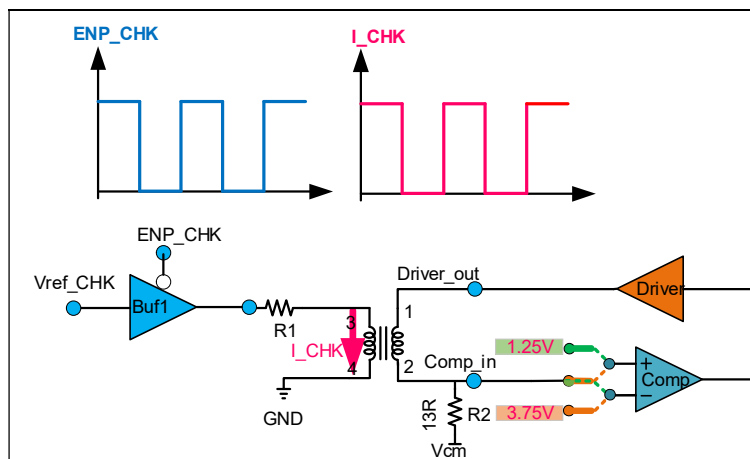 ENP_CHK
I_CHK
ENP_CHK
Vref_CHK
Buf1
R1
I_CHK
3
4
GND
1
2
Driver_out
Driver
Comp_in
1.25V
3.75V
+
Comp
−
13R
R2
Vcm